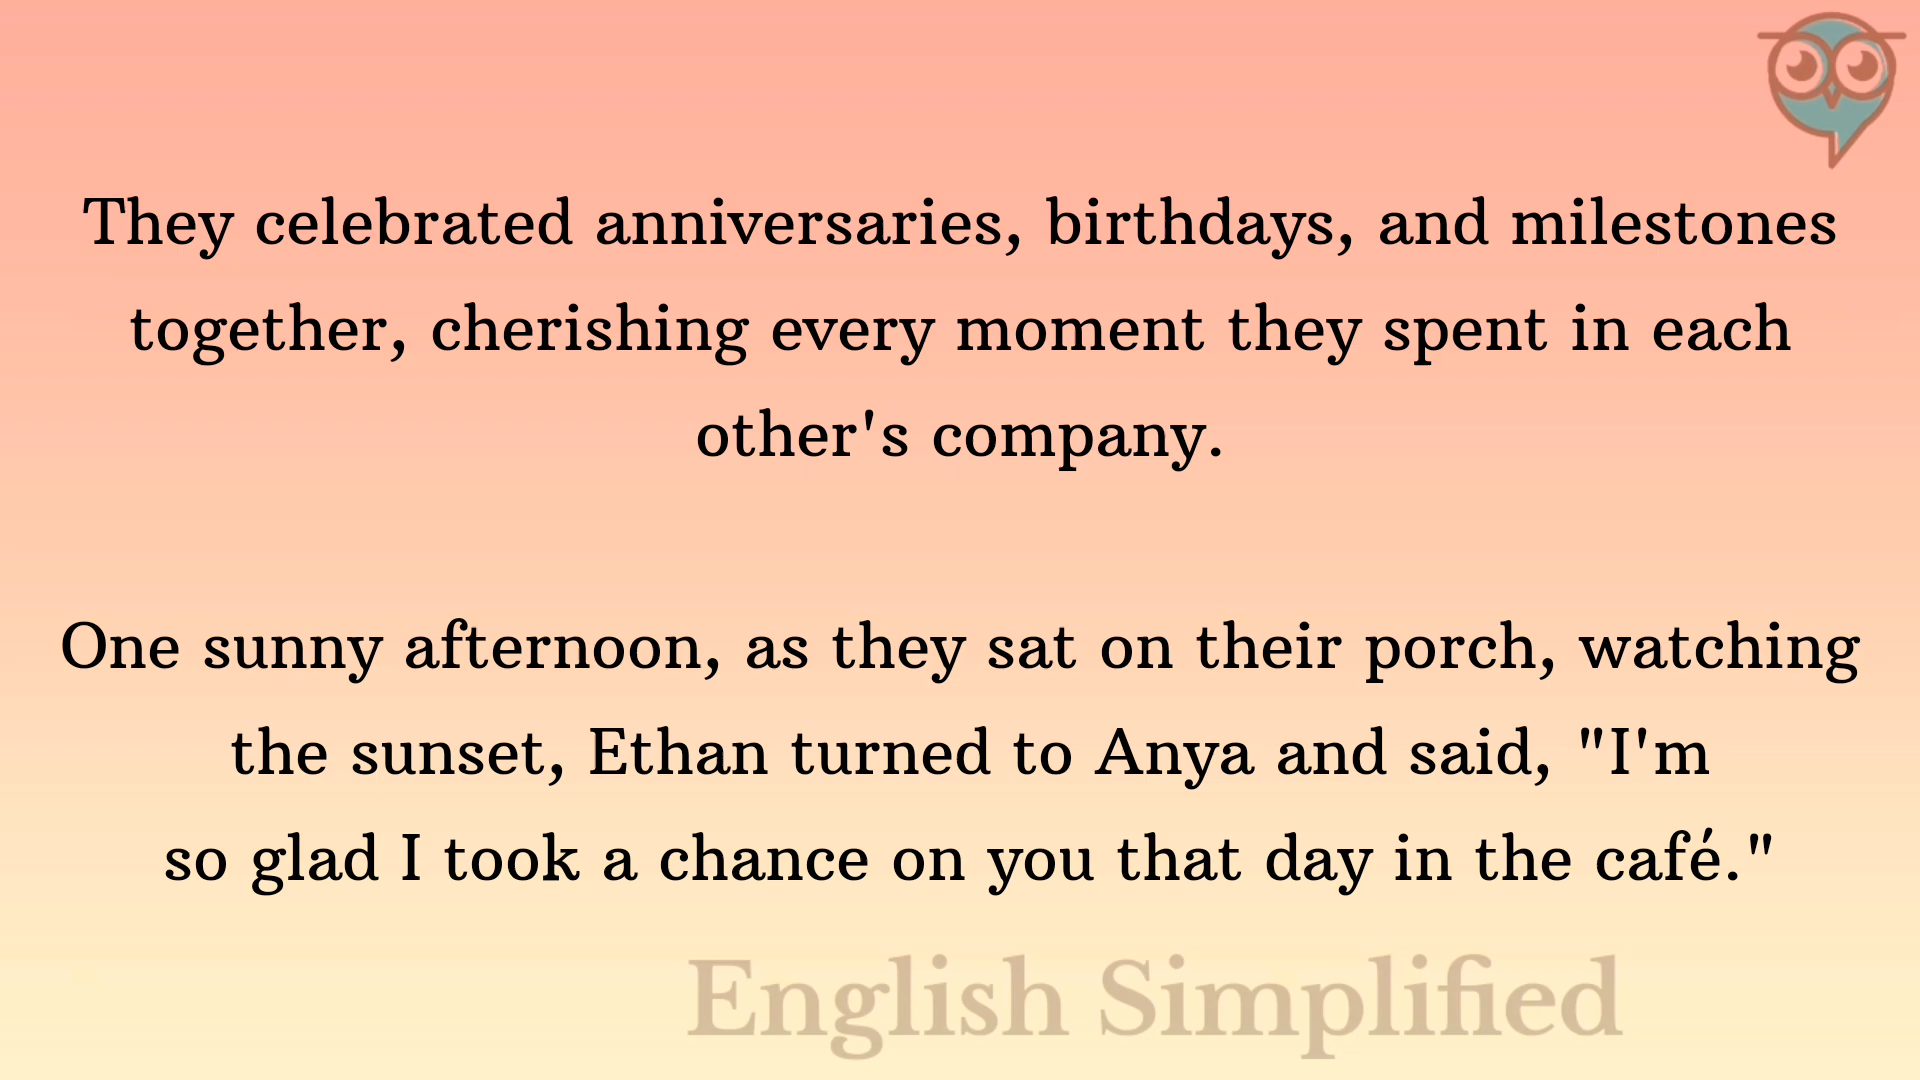 They celebrated anniversaries, birthdays, and milestones
together, cherishing every moment they spent in each
other's company.
One sunny afternoon, as they sat on their porch, watching
the sunset, Ethan turned to Anya and said, "I'm
so glad I took a chance on you that day in the café."
English Simplified